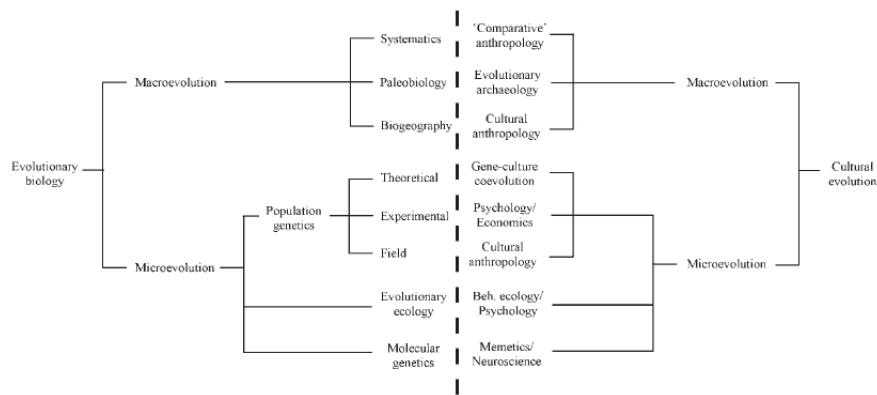 Systematics
'Comparative'
anthropology
Macroevolution
Paleobiology
Evolutionary
archaeology
Macroevolution
Biogeography
Cultural
anthropology
Evolutionary
biology
Cultural
evolution
Theoretical
Gene-culture
coevolution
Population
genetics
Experimental
Psychology/
Economics
Field
Cultural
anthropology
Microevolution
Microevolution
Evolutionary
ecology
Beh. ecology/
Psychology
Molecular
genetics
Memetics/
Neuroscience